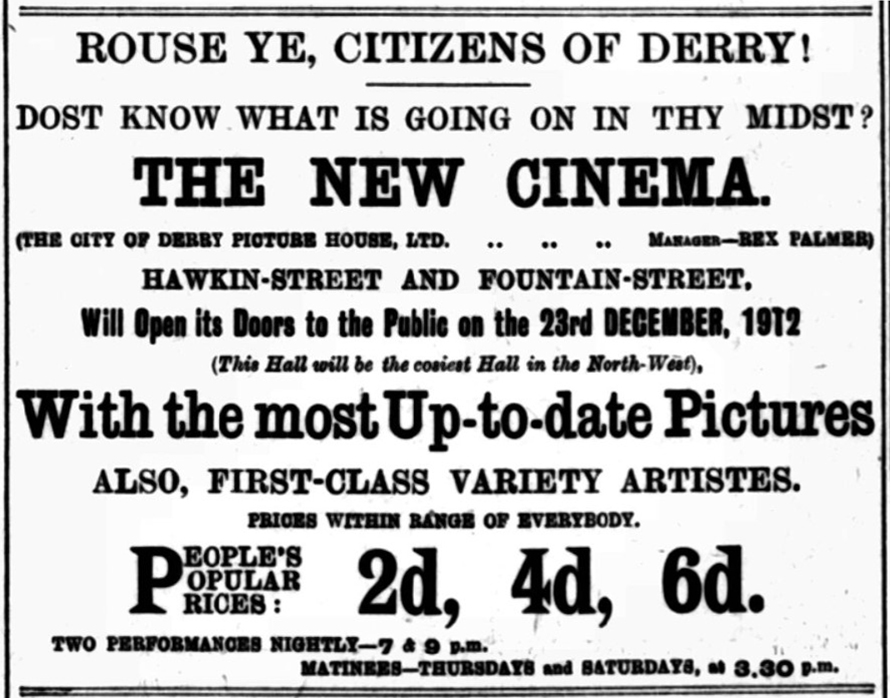 ROUSE YE, CITIZENS OF DERRY!
DOST KNOW WHAT IS GOING ON IN THY MIDST?
THE NEW CINEMA.
(THE CITY OF DERRY PICTURE HOUSE, LTD. .. .. .. MANAGER—REX PALMER)
HAWKIN-STREET AND FOUNTAIN-STREET,
Will Open its Doors to the Public on the 23rd DECEMBER, 1912
(This Hall will be the cosiest Hall in the North-West),
With the most Up-to-date Pictures
ALSO, FIRST-CLASS VARIETY ARTISTES.
PRICES WITHIN RANGE OF EVERYBODY.
PEOPLE'S
POPULAR
PRICES: 2d, 4d, 6d.
TWO PERFORMANCES NIGHTLY—7 & 9 p.m.
MATINEES—THURSDAYS and SATURDAYS, at 3.30 p.m.